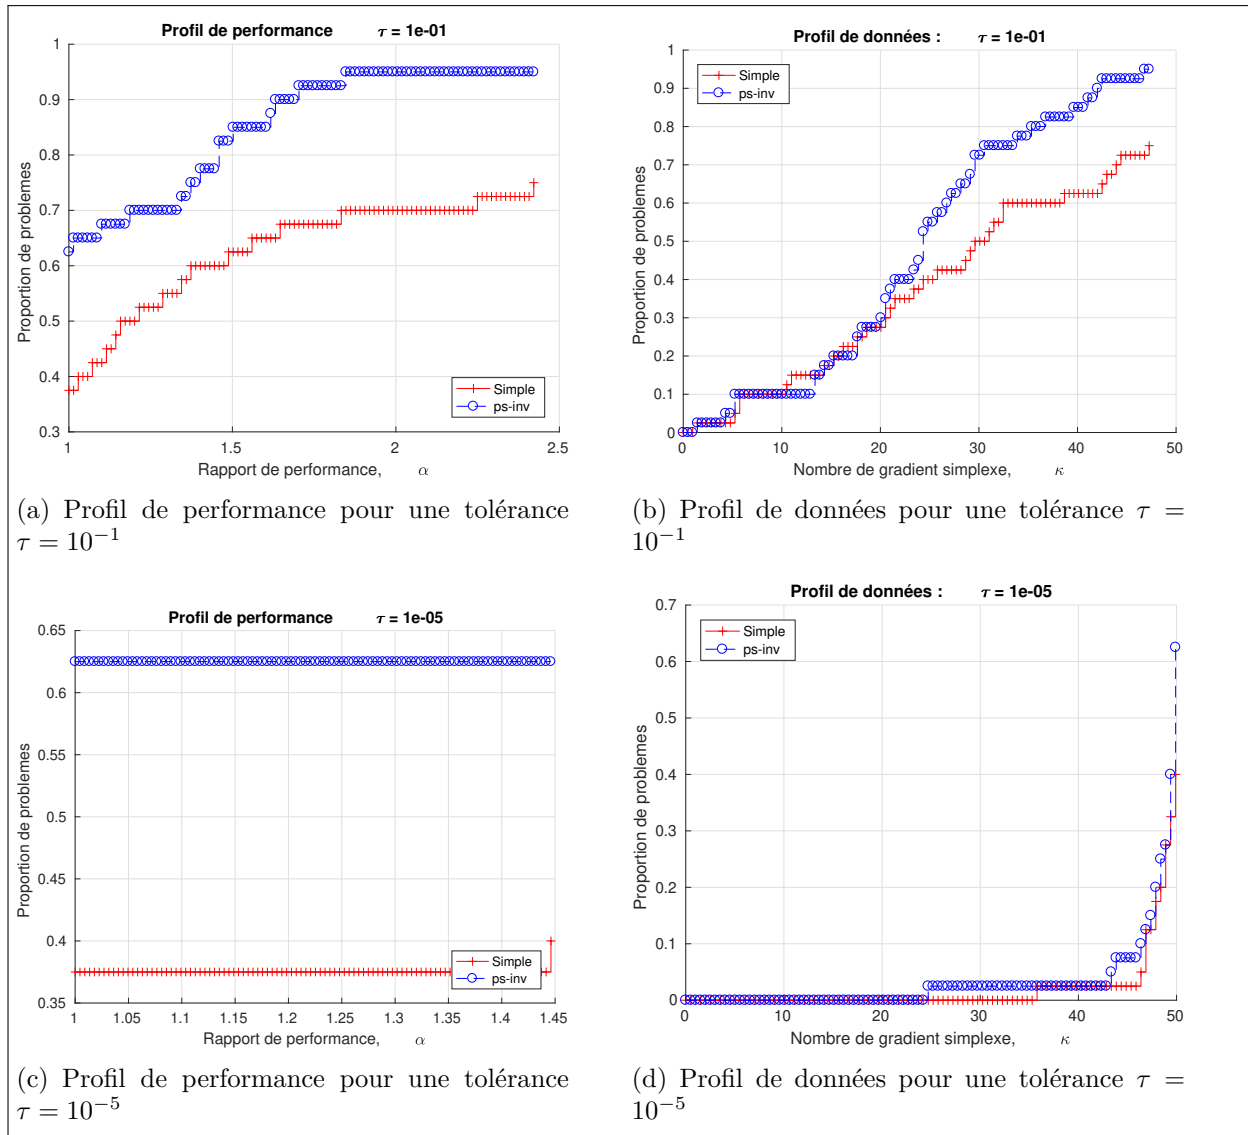 Profil de performance τ = 1e-01
1
0.9
0.8
0.7
0.6
0.5
0.4
0.3
Proportion de problemes
Simple
ps-inv
1
1.5
2
2.5
Rapport de performance, α
(a) Profil de performance pour une tolérance
τ = 10⁻¹
Profil de données : τ = 1e-01
1
0.9
0.8
0.7
0.6
0.5
0.4
0.3
0.2
0.1
0
Proportion de problemes
Simple
ps-inv
0
10
20
30
40
50
Nombre de gradient simplexe, κ
(b) Profil de données pour une tolérance τ =
10⁻¹
Profil de performance τ = 1e-05
0.65
0.6
0.55
0.5
0.45
0.4
0.35
Proportion de problemes
Simple
ps-inv
1
1.05
1.1
1.15
1.2
1.25
1.3
1.35
1.4
1.45
Rapport de performance, α
(c) Profil de performance pour une tolérance
τ = 10⁻⁵
Profil de données : τ = 1e-05
0.7
0.6
0.5
0.4
0.3
0.2
0.1
0
Proportion de problemes
Simple
ps-inv
0
10
20
30
40
50
Nombre de gradient simplexe, κ
(d) Profil de données pour une tolérance τ =
10⁻⁵